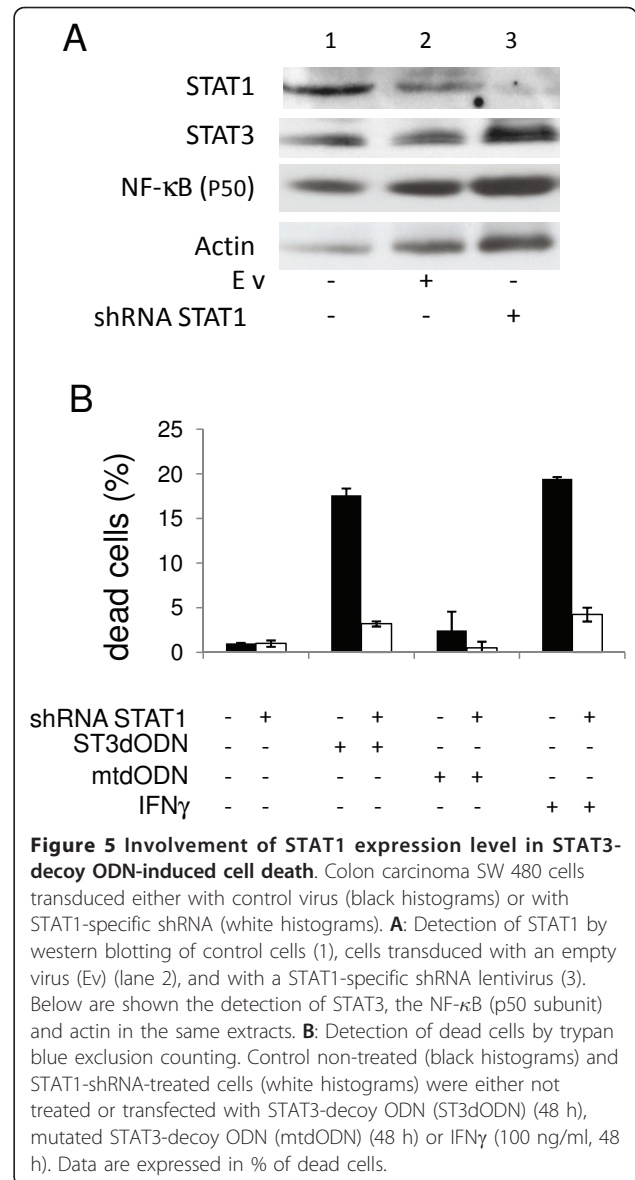 A
1 2 3
STAT1
STAT3
NF-κB (P50)
Actin
E v - + -
shRNA STAT1 - - +
B
25
20
15
10
5
0
dead cells (%)
shRNA STAT1 - + - + - + - +
ST3dODN - - + + - - - -
mtdODN - - - - + + - -
IFNγ - - - - - - + +
Figure 5 Involvement of STAT1 expression level in STAT3-
decoy ODN-induced cell death. Colon carcinoma SW 480 cells
transduced either with control virus (black histograms) or with
STAT1-specific shRNA (white histograms). A: Detection of STAT1 by
western blotting of control cells (1), cells transduced with an empty
virus (Ev) (lane 2), and with a STAT1-specific shRNA lentivirus (3).
Below are shown the detection of STAT3, the NF-κB (p50 subunit)
and actin in the same extracts. B: Detection of dead cells by trypan
blue exclusion counting. Control non-treated (black histograms) and
STAT1-shRNA-treated cells (white histograms) were either not
treated or transfected with STAT3-decoy ODN (ST3dODN) (48 h),
mutated STAT3-decoy ODN (mtdODN) (48 h) or IFNγ (100 ng/ml, 48
h). Data are expressed in % of dead cells.